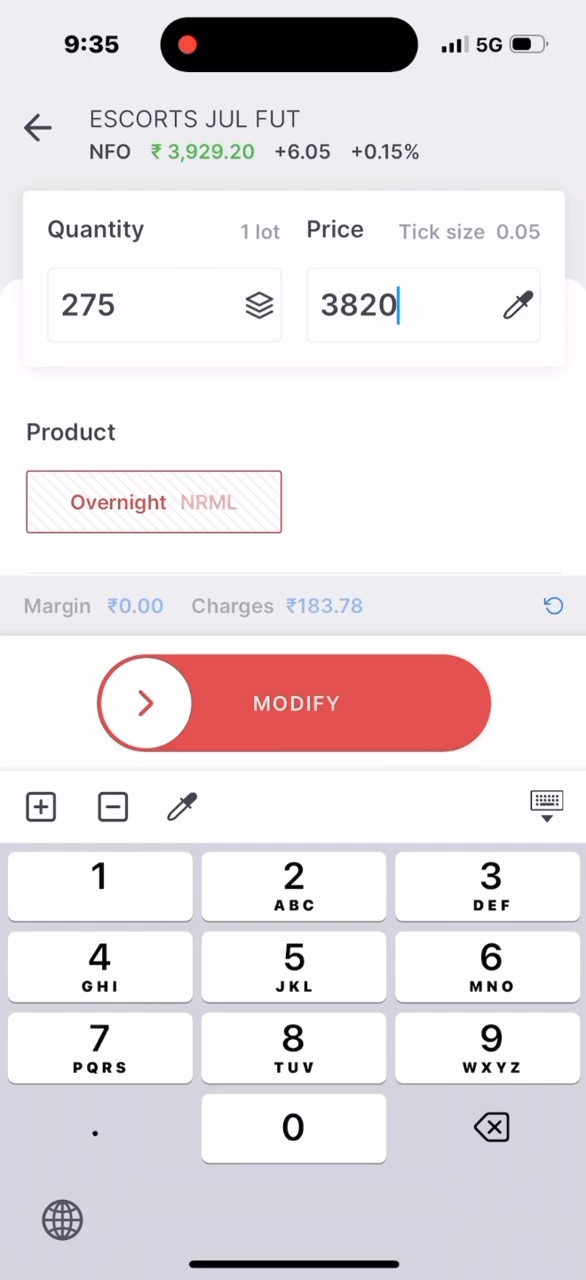 9:35 5G
ESCORTS JUL FUT
NFO ₹ 3,929.20 +6.05 +0.15%
Quantity 1 lot Price Tick size 0.05
275 3820
Product
Overnight NRML
Margin ₹0.00 Charges ₹183.78
MODIFY
1 2 3
ABC DEF
4 5 6
GHI JKL MNO
7 8 9
PQRS TUV WXYZ
. 0